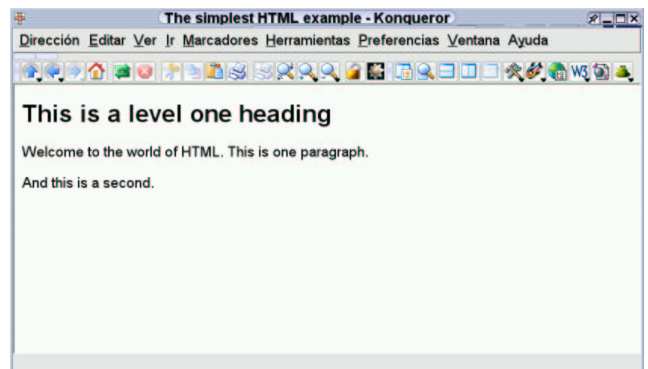 The simplest HTML example - Konqueror
Dirección Editar Ver Ir Marcadores Herramientas Preferencias Ventana Ayuda
W3
This is a level one heading
Welcome to the world of HTML. This is one paragraph.
And this is a second.